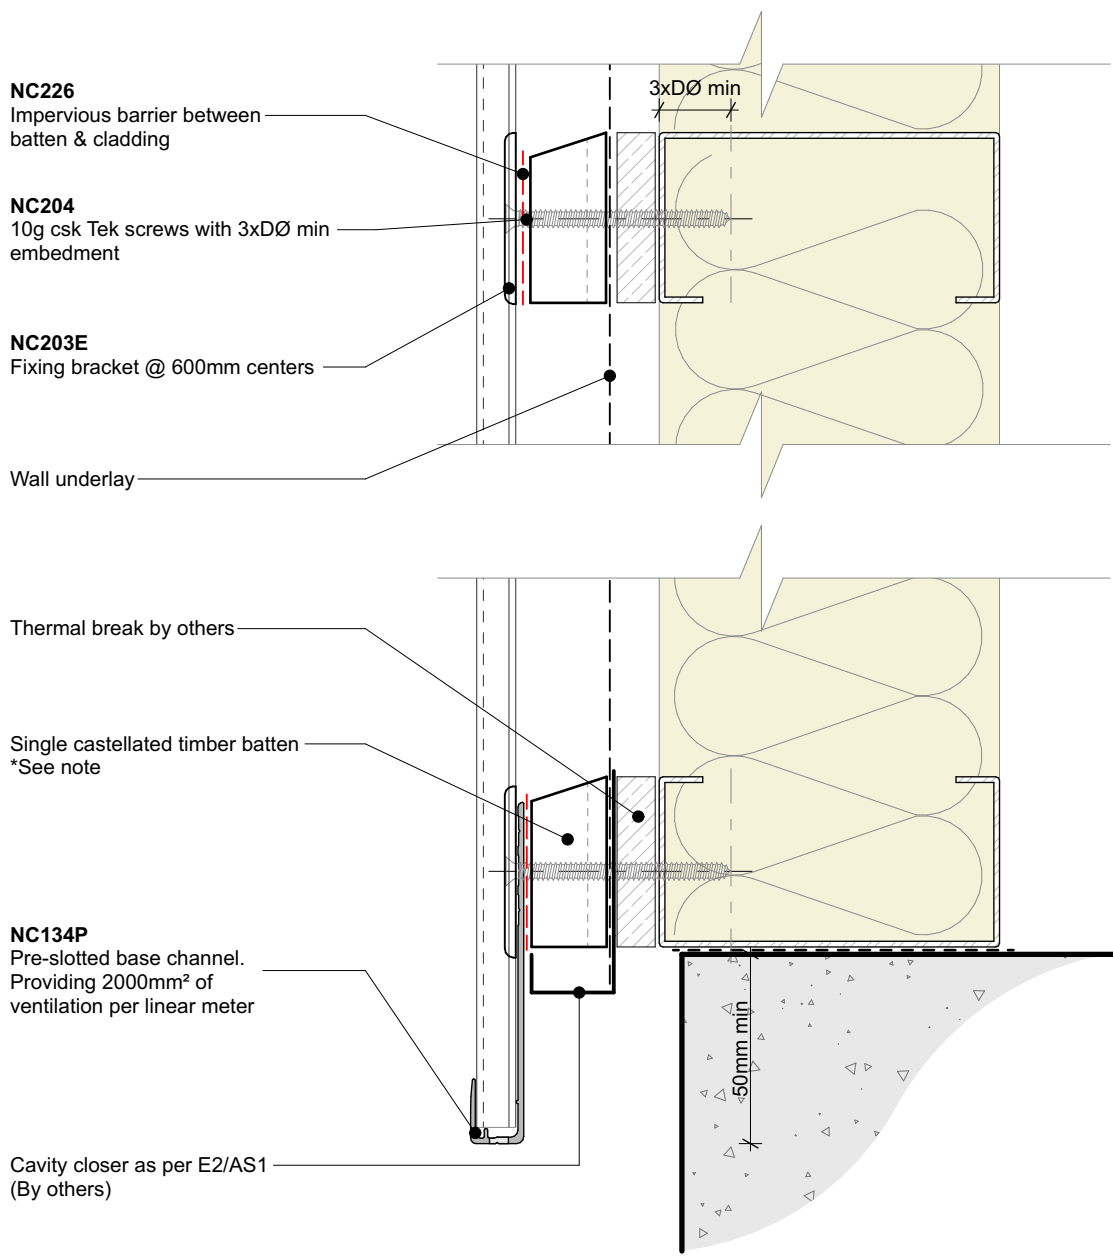 NC226
Impervious barrier between
batten & cladding
3xDØ min
NC204
10g csk Tek screws with 3xDØ min
embedment
NC203E
Fixing bracket @ 600mm centers
Wall underlay
Thermal break by others
Single castellated timber batten
*See note
NC134P
Pre-slotted base channel.
Providing 2000mm² of
ventilation per linear meter
50mm min
Cavity closer as per E2/AS1
(By others)